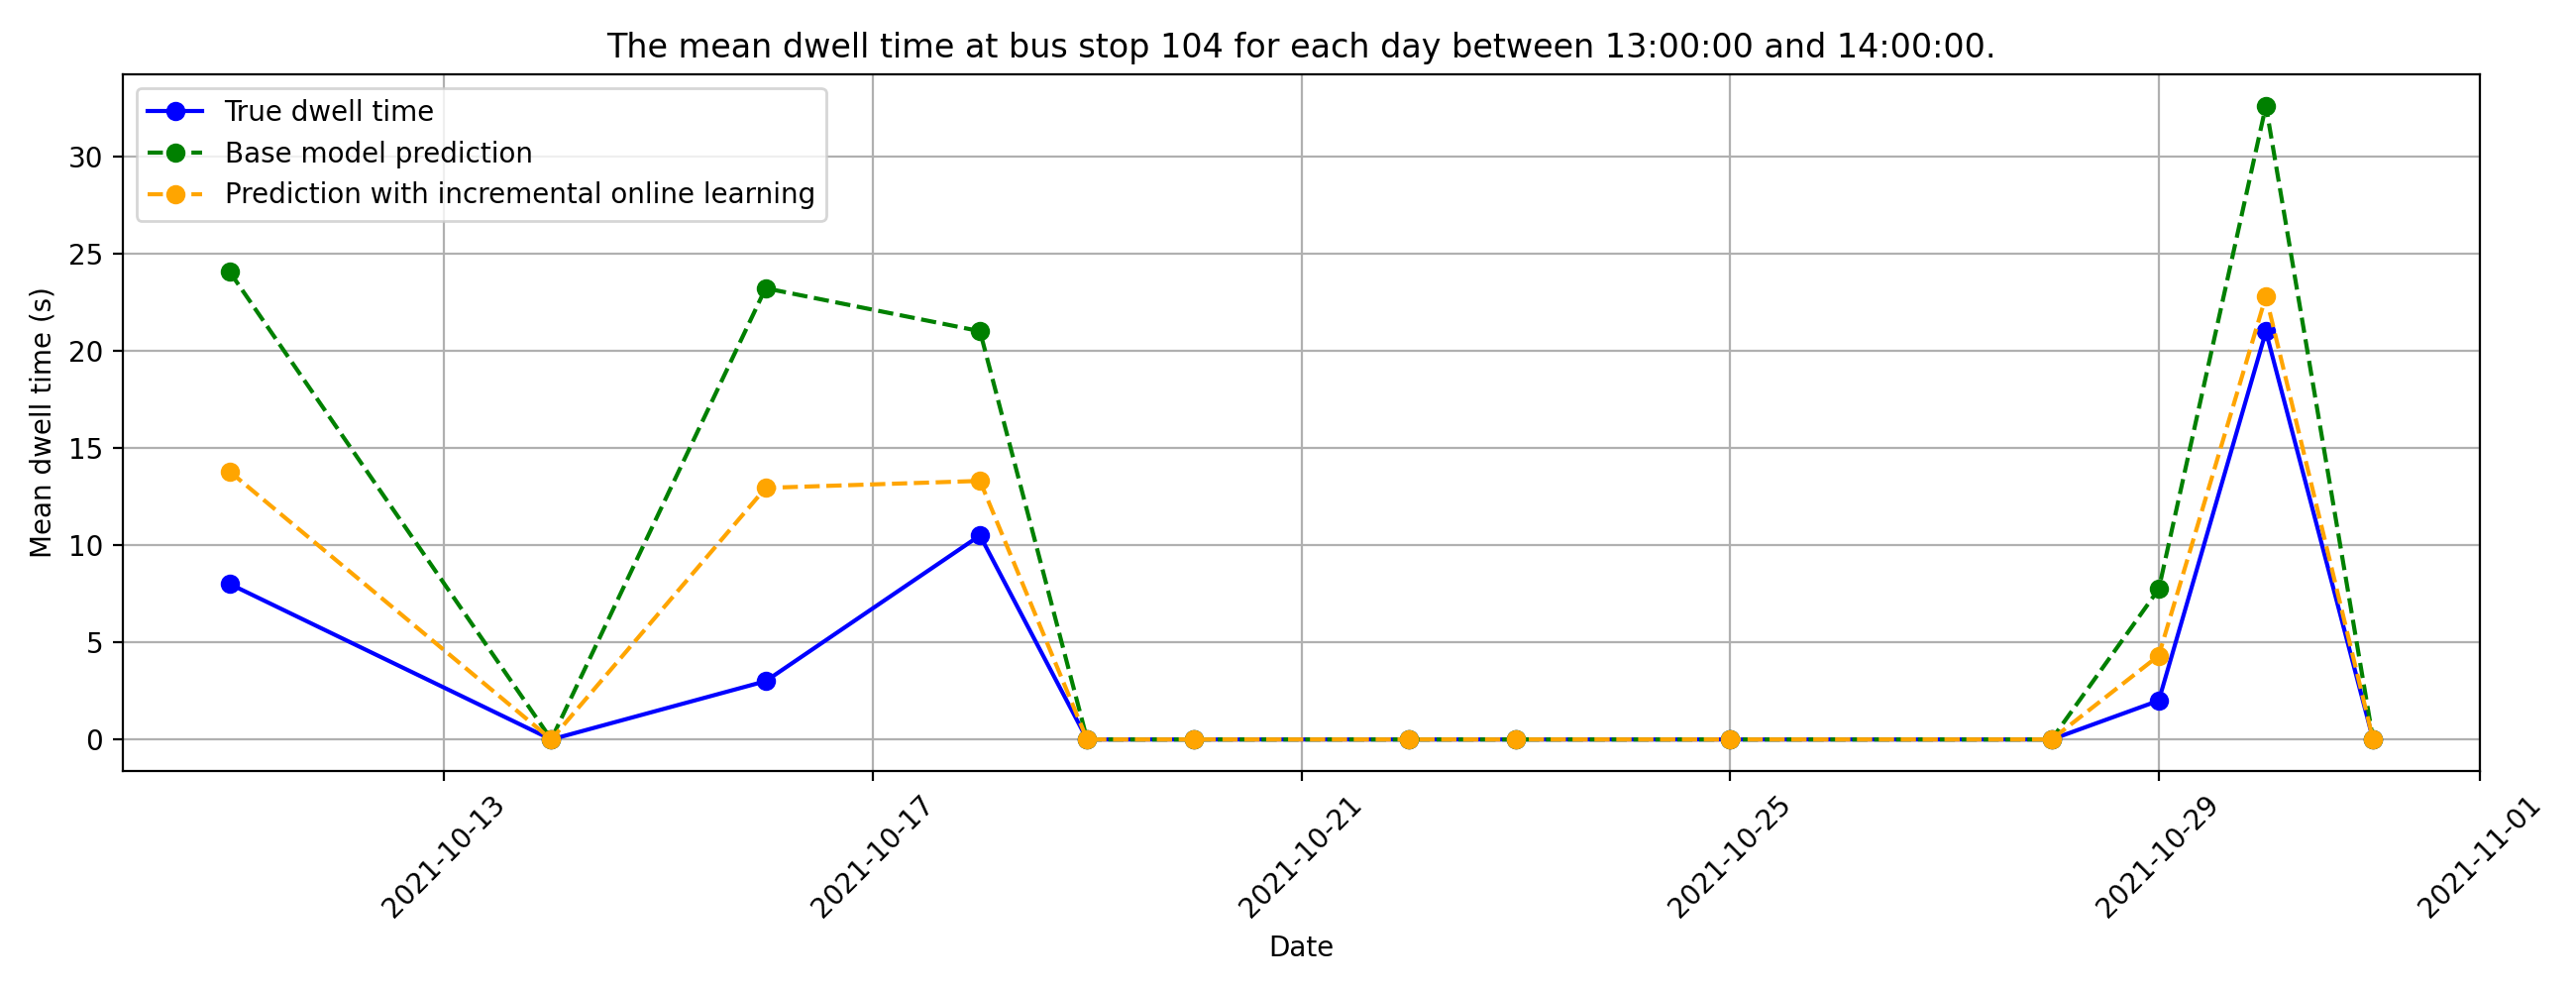 The mean dwell time at bus stop 104 for each day between 13:00:00 and 14:00:00.
True dwell time
Base model prediction
Prediction with incremental online learning
Mean dwell time (s)
30
25
20
15
10
5
0
2021-10-13
2021-10-17
2021-10-21
2021-10-25
2021-10-29
2021-11-01
Date